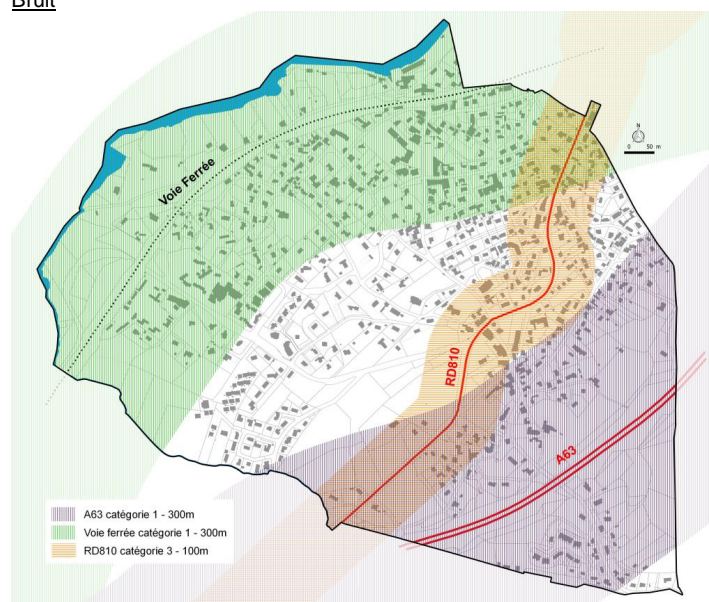 Bruit
Voie Ferrée
N
0 50 m
RD810
A63
A63 catégorie 1 - 300m
Voie ferrée catégorie 1 - 300m
RD810 catégorie 3 - 100m